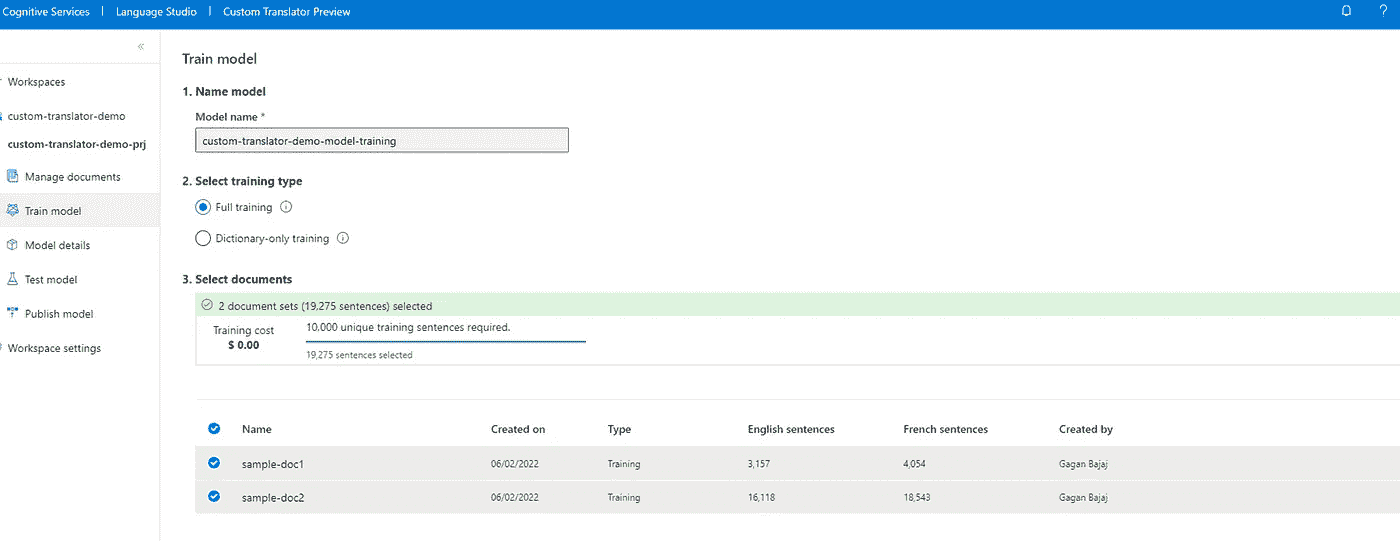 Cognitive Services | Language Studio | Custom Translator Preview ?
«
Workspaces
custom-translator-demo
custom-translator-demo-prj
Manage documents
Train model
Model details
Test model
Publish model
Workspace settings
Train model
1. Name model
Model name *
custom-translator-demo-model-training
2. Select training type
Full training
Dictionary-only training
3. Select documents
2 document sets (19,275 sentences) selected
Training cost 10.000 unique training sentences required.
$ 0.00
19,275 sentences selected
Name Created on Type English sentences French sentences Created by
sample-doc1 06/02/2022 Training 3,157 4,054 Gagan Bajaj
sample-doc2 06/02/2022 Training 16,118 18,543 Gagan Bajaj